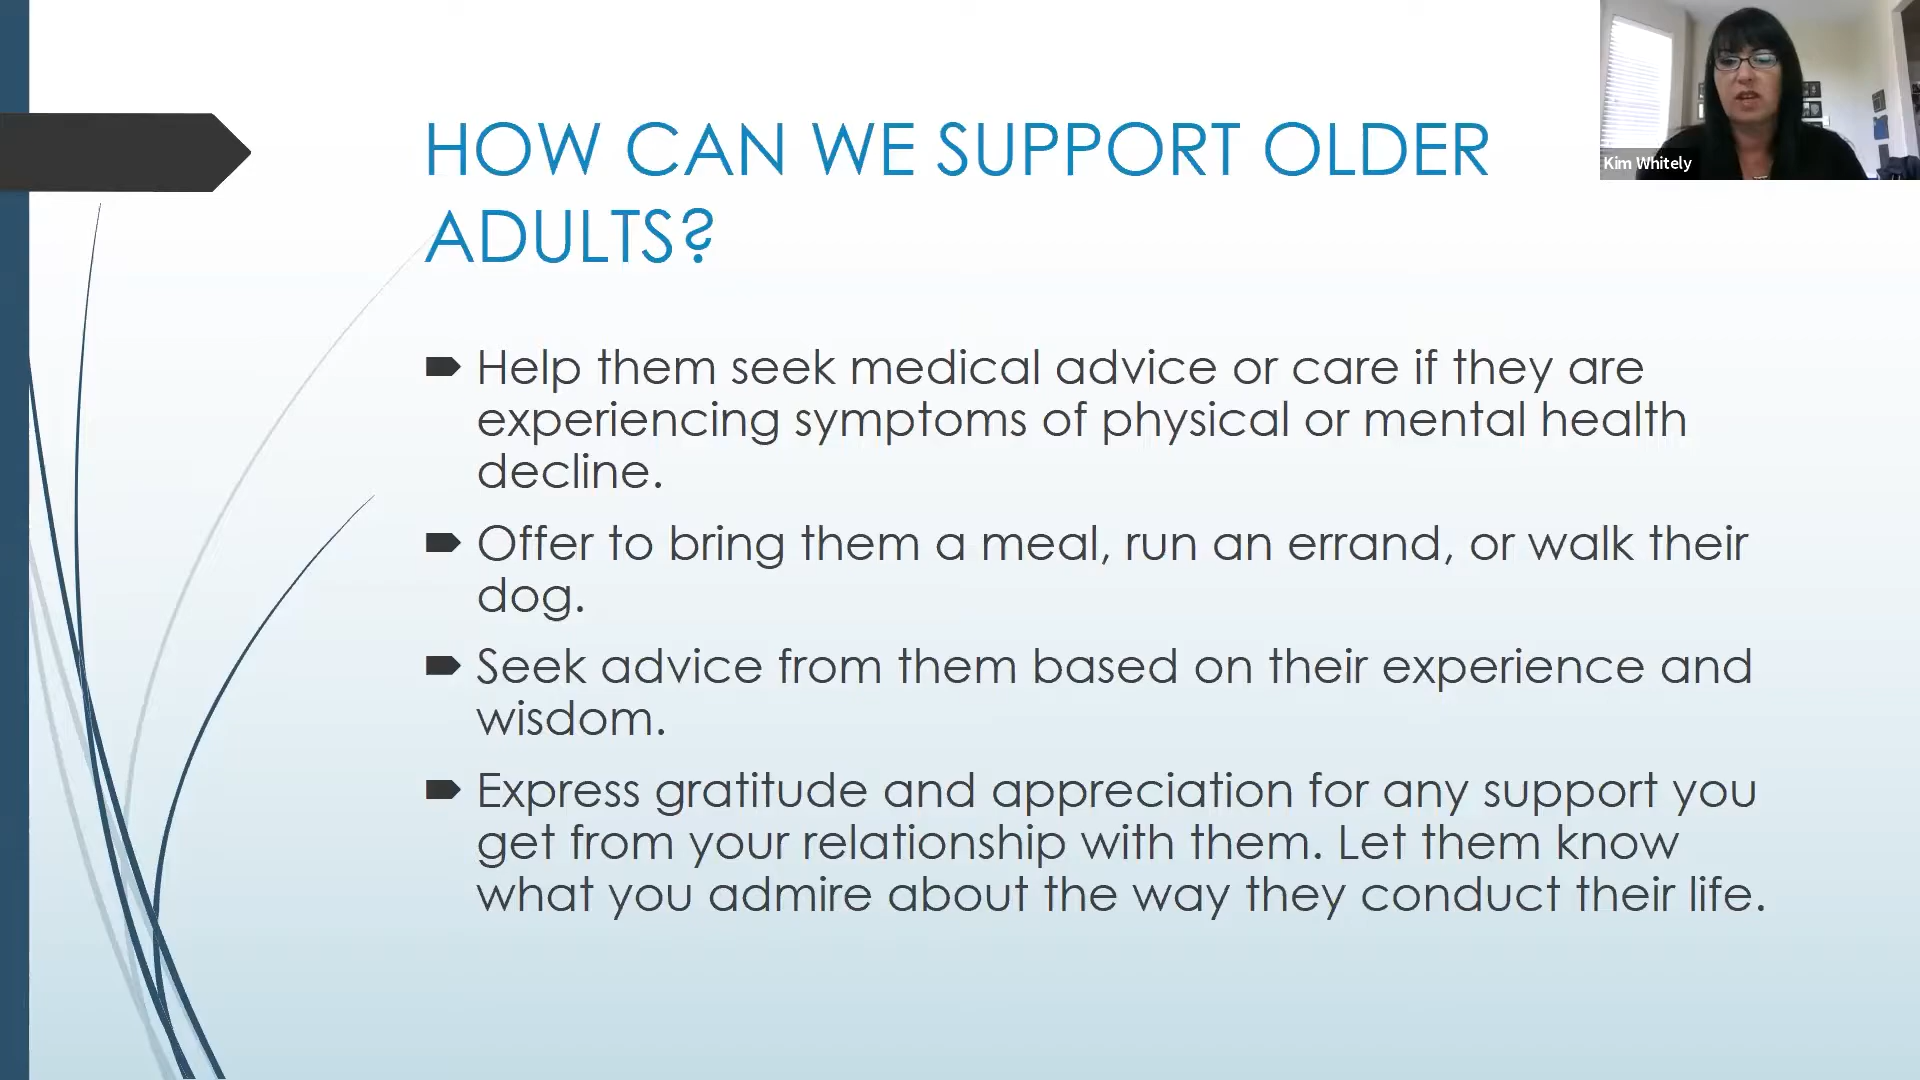 HOW CAN WE SUPPORT OLDER
ADULTS?
Kim Whitely
Help them seek medical advice or care if they are
experiencing symptoms of physical or mental health
decline.
Offer to bring them a meal, run an errand, or walk their
dog.
Seek advice from them based on their experience and
wisdom.
Express gratitude and appreciation for any support you
get from your relationship with them. Let them know
what you admire about the way they conduct their life.